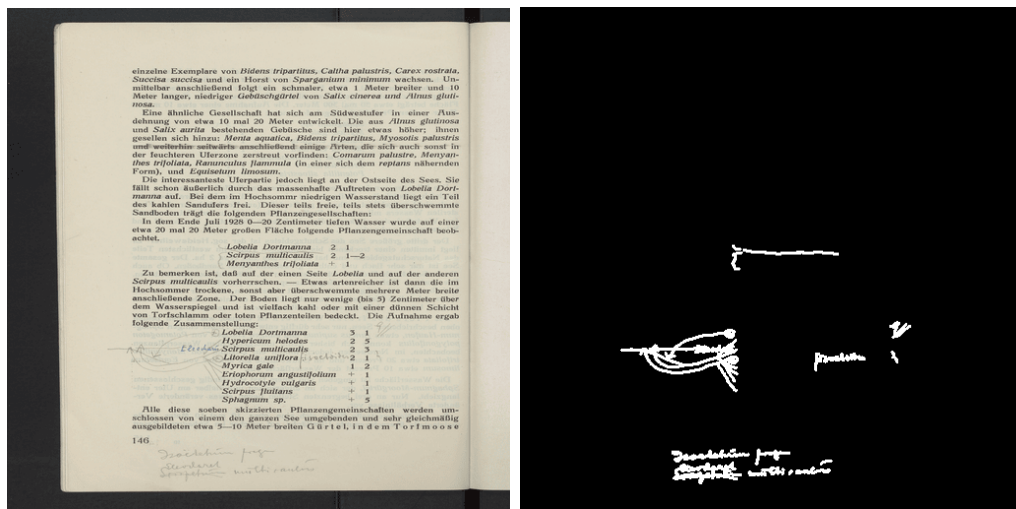 einzelne Exemplare von Bidens tripartitus, Caltha palustris, Carex rostrata,
Succisa succisa und ein Horst von Sparganium minimum wachsen. Un-
mittelbar anschließend folgt ein schmaler, etwa 1 Meter breiter und 10
Meter langer, niedriger Gebüschgürtel von Salix cinerea und Alnus gluti-
nosa.
Eine ähnliche Gesellschaft hat sich am Südwestufer in einer Aus-
dehnung von etwa 10 mal 20 Meter entwickelt. Die aus Alnus glutinosa
und Salix aurita bestehenden Gebüsche sind hier etwas höher; ihnen
gesellen sich hinzu: Menta aquatica, Bidens tripartitus, Myosotis palustris
und weiterhin seitwärts anschließend einige Arten, die sich auch sonst in
der feuchteren Uferzone zerstreut vorfinden: Comarum palustre, Menyan-
thes trifoliata, Ranunculus flammula (in einer sich dem reptans nähernden
Form), und Equisetum limosum.
Die interessanteste Uferpartie jedoch liegt an der Ostseite des Sees. Sie
fällt schon äußerlich durch das massenhafte Auftreten von Lobelia Dort-
manna auf. Bei dem im Hochsommr niedrigen Wasserstand liegt ein Teil
des kahlen Sandufers frei. Dieser teils freie, teils stets überschwemmte
Sandboden trägt die folgenden Pflanzengesellschaften:
In dem Ende Juli 1928 0—20 Zentimeter tiefen Wasser wurde auf einer
etwa 20 mal 20 Meter großen Fläche folgende Pflanzengemeinschaft beob-
achtet.
Lobelia Dortmanna 2 1
Scirpus multicaulis 2 1—2
Menyanthes trifoliata + 1
Zu bemerken ist, daß auf der einen Seite Lobelia und auf der anderen
Scirpus multicaulis vorherrschen. — Etwas artenreicher ist dann die im
Hochsommer trockene, sonst aber überschwemmte mehrere Meter breite
anschließende Zone. Der Boden liegt nur wenige (bis 5) Zentimeter über
dem Wasserspiegel und ist vielfach kahl oder mit einer dünnen Schicht
von Torfschlamm oder toten Pflanzenteilen bedeckt. Die Aufnahme ergab
folgende Zusammenstellung:
Lobelia Dortmanna 3 1
Hypericum helodes 2 5
Scirpus multicaulis 2 3
Litorella uniflora 2 1
Myrica gale 1 2
Eriophorum angustifolium + 1
Hydrocotyle vulgaris + 1
Scirpus fluitans + 1
Sphagnum sp. + 5
Alle diese soeben skizzierten Pflanzengemeinschaften werden um-
schlossen von einem den ganzen See umgebenden und sehr gleichmäßig
ausgebildeten etwa 5—10 Meter breiten Gürtel, in dem Torfmoose
146